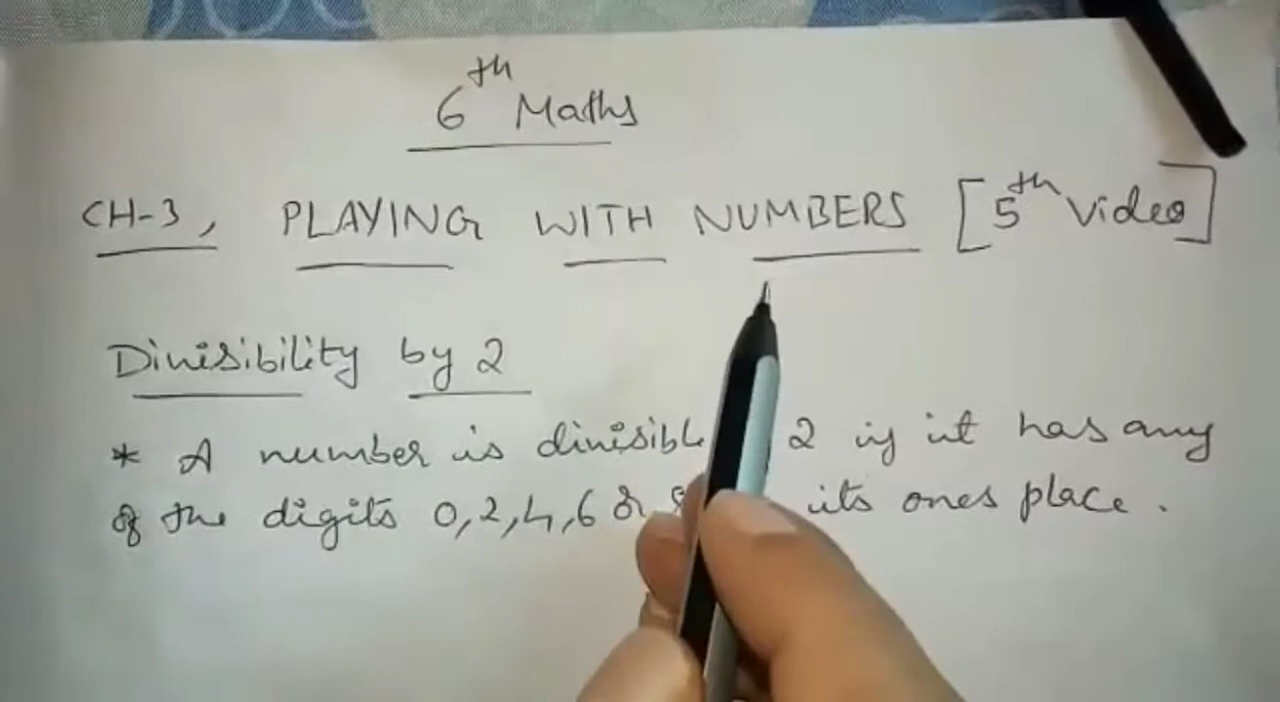 6th Maths
CH-3, PLAYING WITH NUMBERS [5th Video]
Divisibility by 2
* A number is divisibl 2 if it has any
of the digits 0,2,4,6 or its ones place.